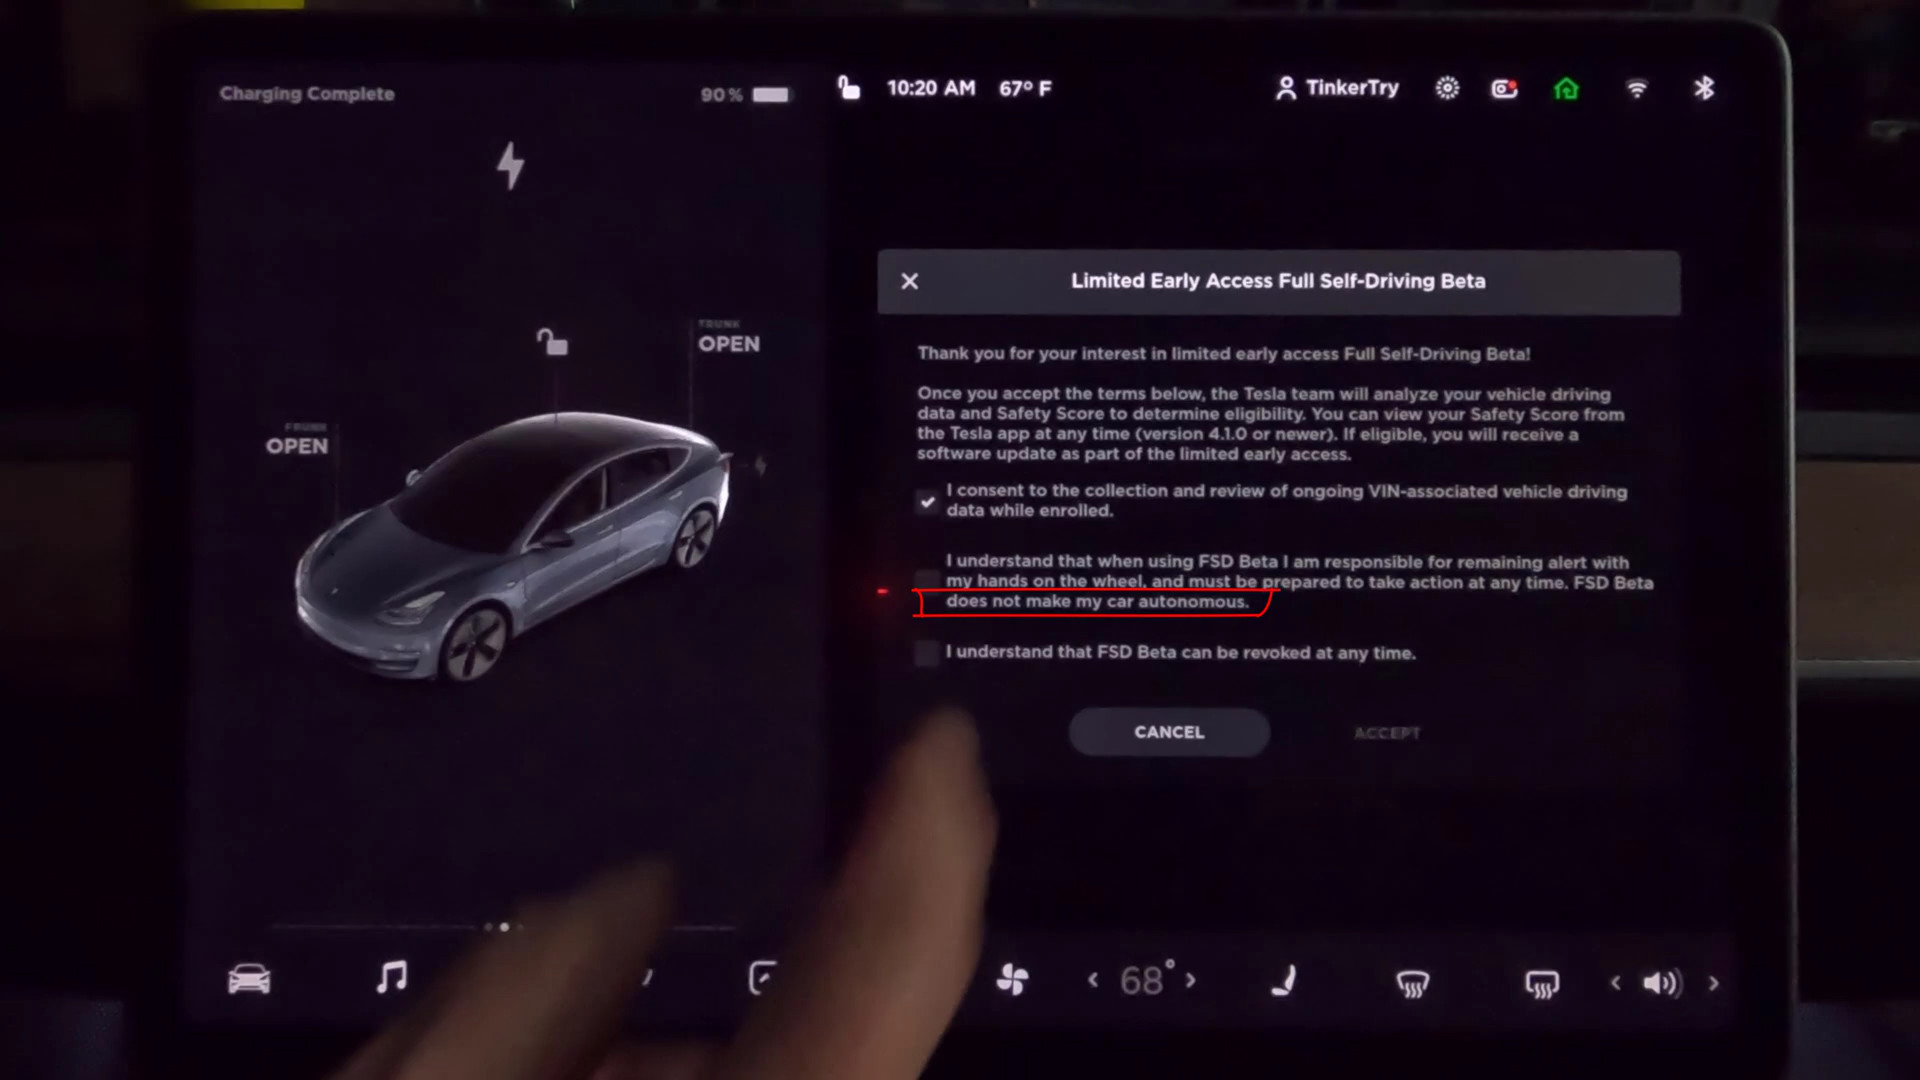 Charging Complete
90 %
10:20 AM 67° F
TinkerTry
TRUNK
OPEN
FRUNK
OPEN
Limited Early Access Full Self-Driving Beta
Thank you for your interest in limited early access Full Self-Driving Beta!
Once you accept the terms below, the Tesla team will analyze your vehicle driving
data and Safety Score to determine eligibility. You can view your Safety Score from
the Tesla app at any time (version 4.1.0 or newer). If eligible, you will receive a
software update as part of the limited early access.
I consent to the collection and review of ongoing VIN-associated vehicle driving
data while enrolled.
I understand that when using FSD Beta I am responsible for remaining alert with
my hands on the wheel, and must be prepared to take action at any time. FSD Beta
does not make my car autonomous.
I understand that FSD Beta can be revoked at any time.
CANCEL
ACCEPT
68°